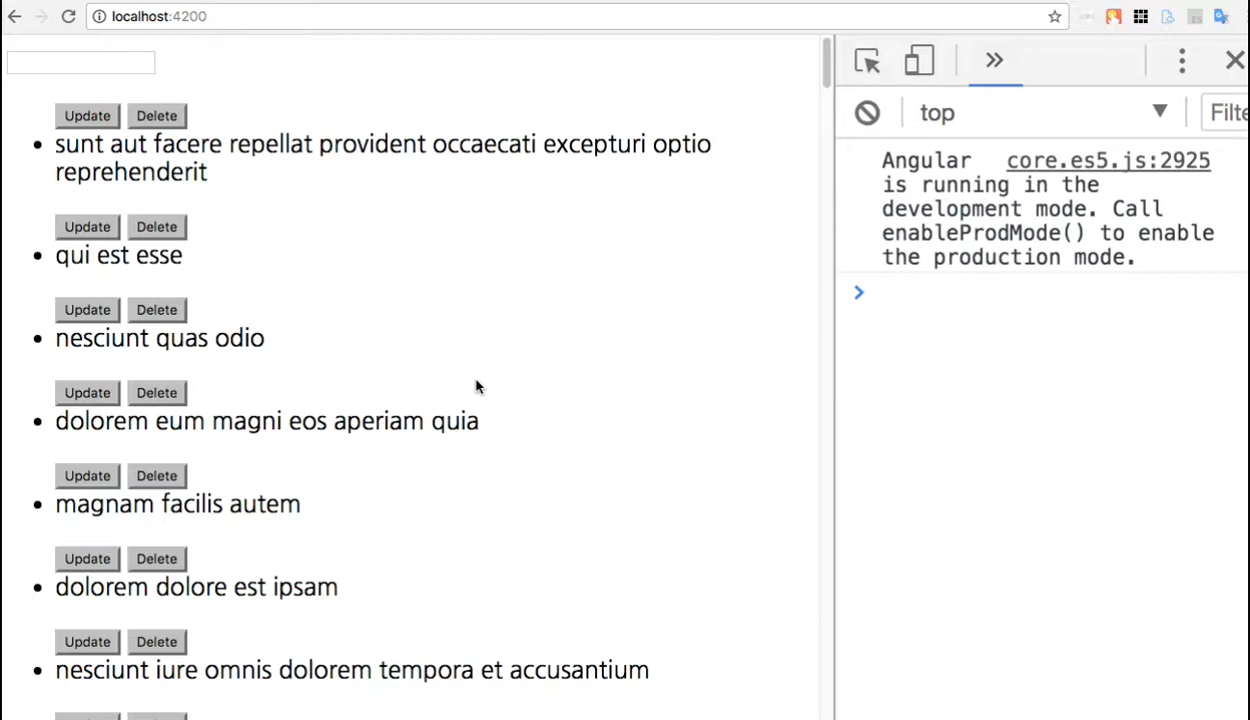 localhost:4200
Update Delete
sunt aut facere repellat provident occaecati excepturi optio
reprehenderit
Update Delete
qui est esse
Update Delete
nesciunt quas odio
Update Delete
dolorem eum magni eos aperiam quia
Update Delete
magnam facilis autem
Update Delete
dolorem dolore est ipsam
Update Delete
nesciunt iure omnis dolorem tempora et accusantium
top
Filte
Angular core.es5.js:2925
is running in the
development mode. Call
enableProdMode() to enable
the production mode.